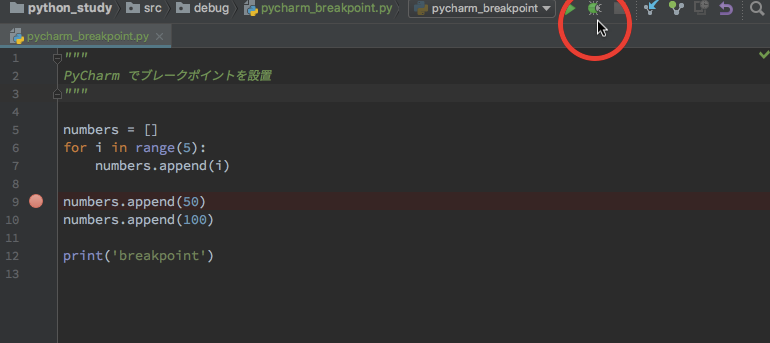 python_study src debug pycharm_breakpoint.py pycharm_breakpoint
pycharm_breakpoint.py
1 """
2 PyCharm でブレークポイントを設置
3 """
4
5 numbers = []
6 for i in range(5):
7 numbers.append(i)
8
9 numbers.append(50)
10 numbers.append(100)
11
12 print('breakpoint')
13